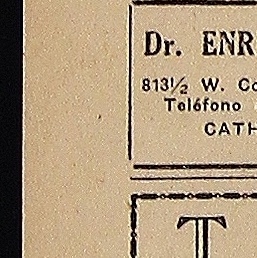 Dr. ENR
813½ W. Co
Teléfono
CATH
T